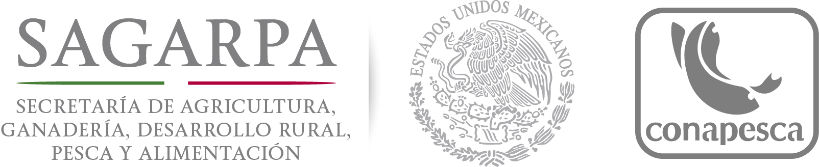 SAGARPA
SECRETARÍA DE AGRICULTURA,
GANADERÍA, DESARROLLO RURAL,
PESCA Y ALIMENTACIÓN
ESTADOS UNIDOS MEXICANOS
conapesca